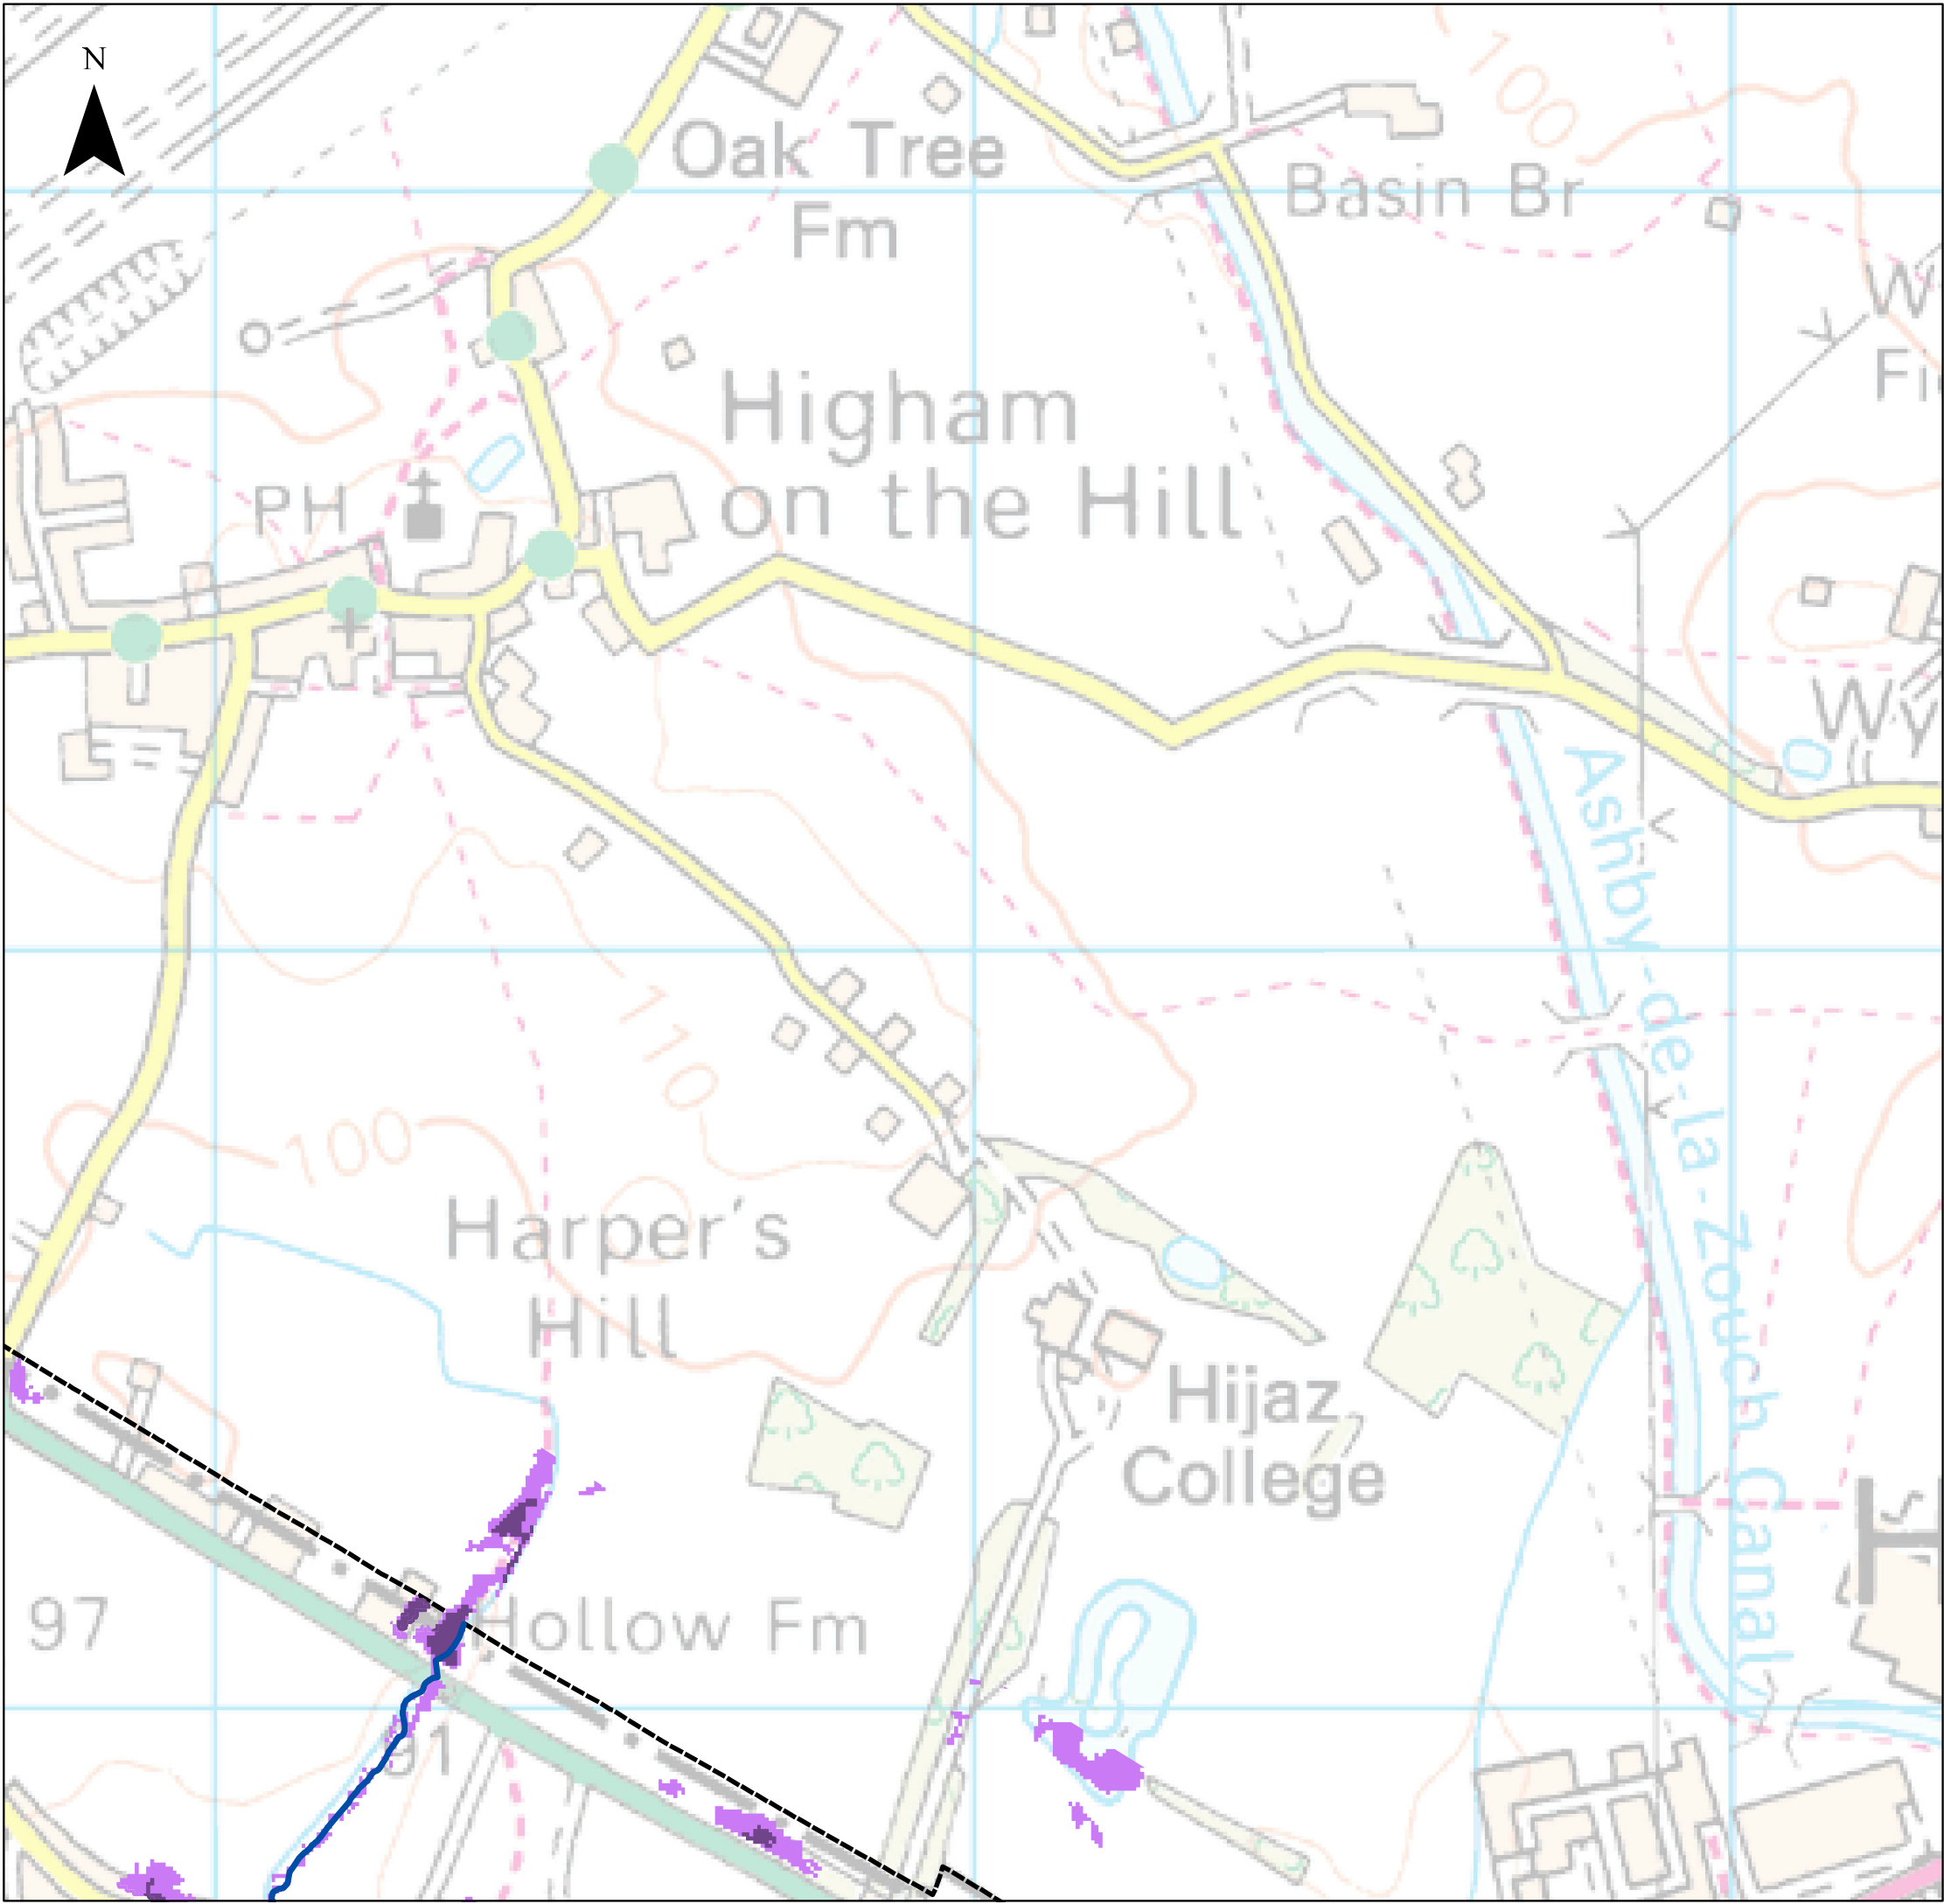 N
100
Oak Tree
Fm
Basin Br
Higham
on the Hill
PH
Ashby-de-la-Zouch Canal
110
100
Harper's
Hill
Hijaz
College
97
Hollow Fm
91